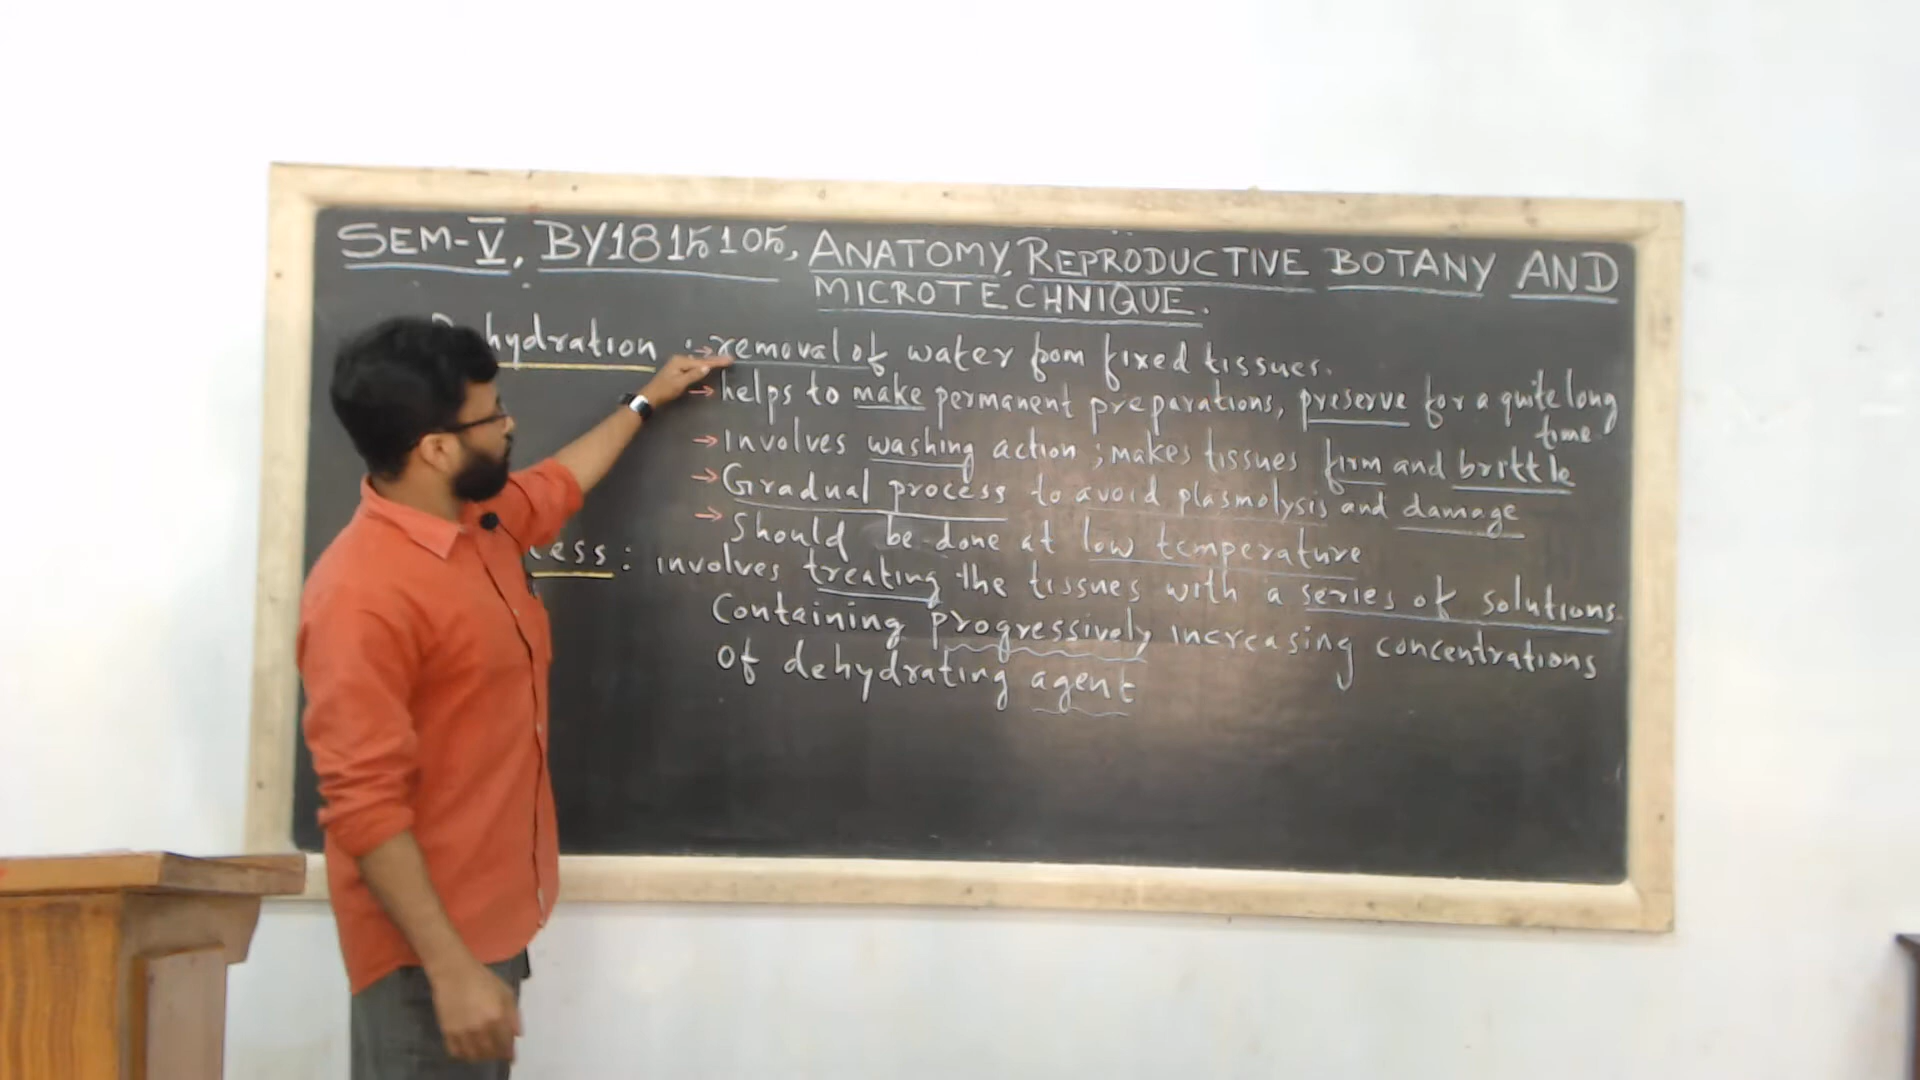 SEM-V, BY1815105, ANATOMY, REPRODUCTIVE BOTANY AND
MICROTECHNIQUE.
hydration :→ removal of water from fixed tissues.
→ helps to make permanent preparations, preserve for a quite long
time.
→ involves washing action; makes tissues firm and brittle
→ Gradual process to avoid plasmolysis and damage
→ Should be done at low temperature
cess : involves treating the tissues with a series of solutions.
Containing progressively increasing concentrations
of dehydrating agent